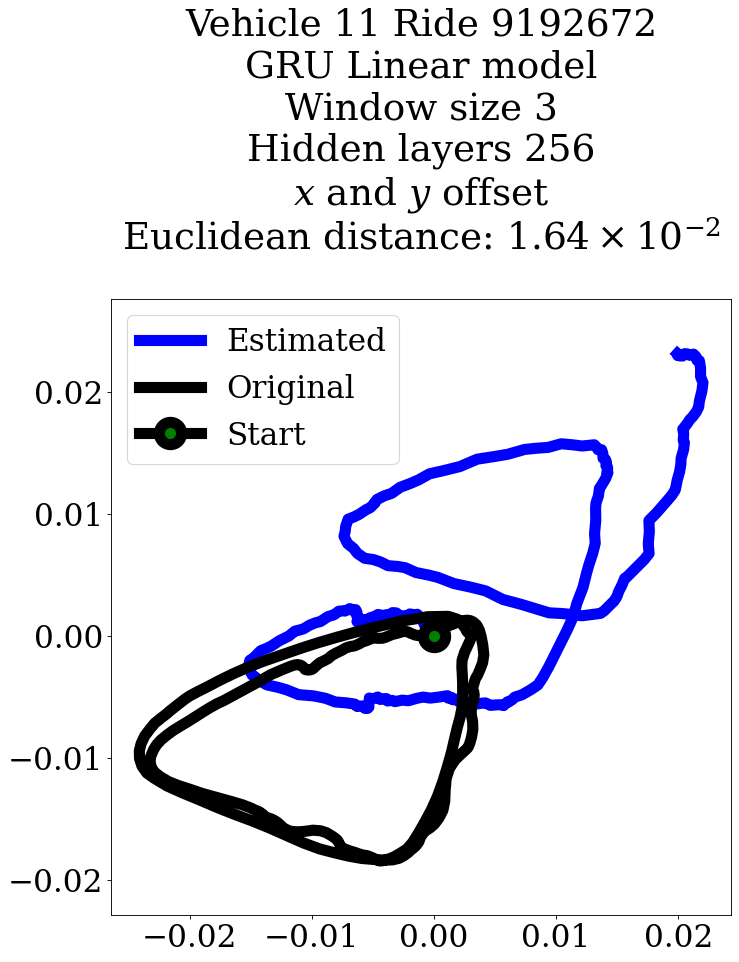 Vehicle 11 Ride 9192672
GRU Linear model
Window size 3
Hidden layers 256
x and y offset
Euclidean distance: 1.64 × 10⁻²
Estimated
Original
Start
0.02
0.01
0.00
−0.01
−0.02
−0.02 −0.01 0.00 0.01 0.02